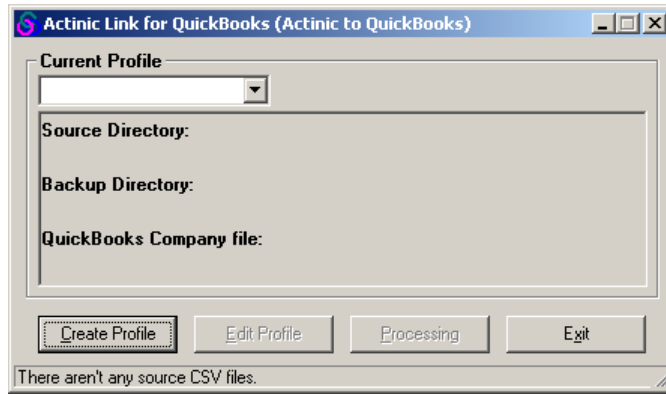 Actinic Link for QuickBooks (Actinic to QuickBooks)
Current Profile
Source Directory:
Backup Directory:
QuickBooks Company file:
Create Profile Edit Profile Processing Exit
There aren't any source CSV files.